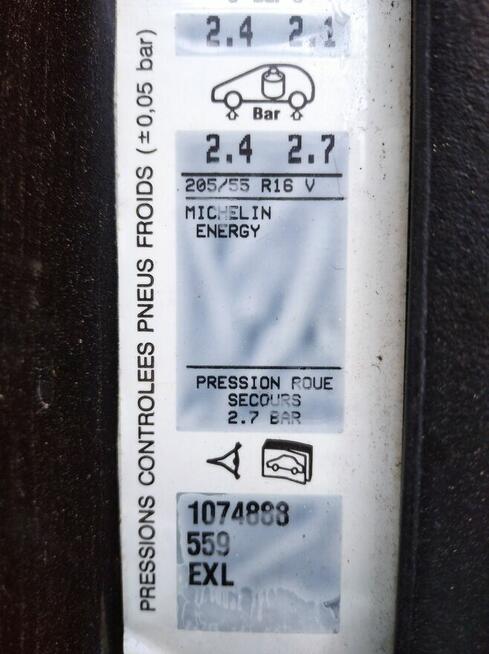 2.4 2.1
Bar
2.4 2.7
205/55 R16 V
MICHELIN
ENERGY
PRESSION ROUE
SECOURS
2.7 BAR
1074888
559
EXL
PRESSIONS CONTROLEES PNEUS FROIDS (±0,05 bar)